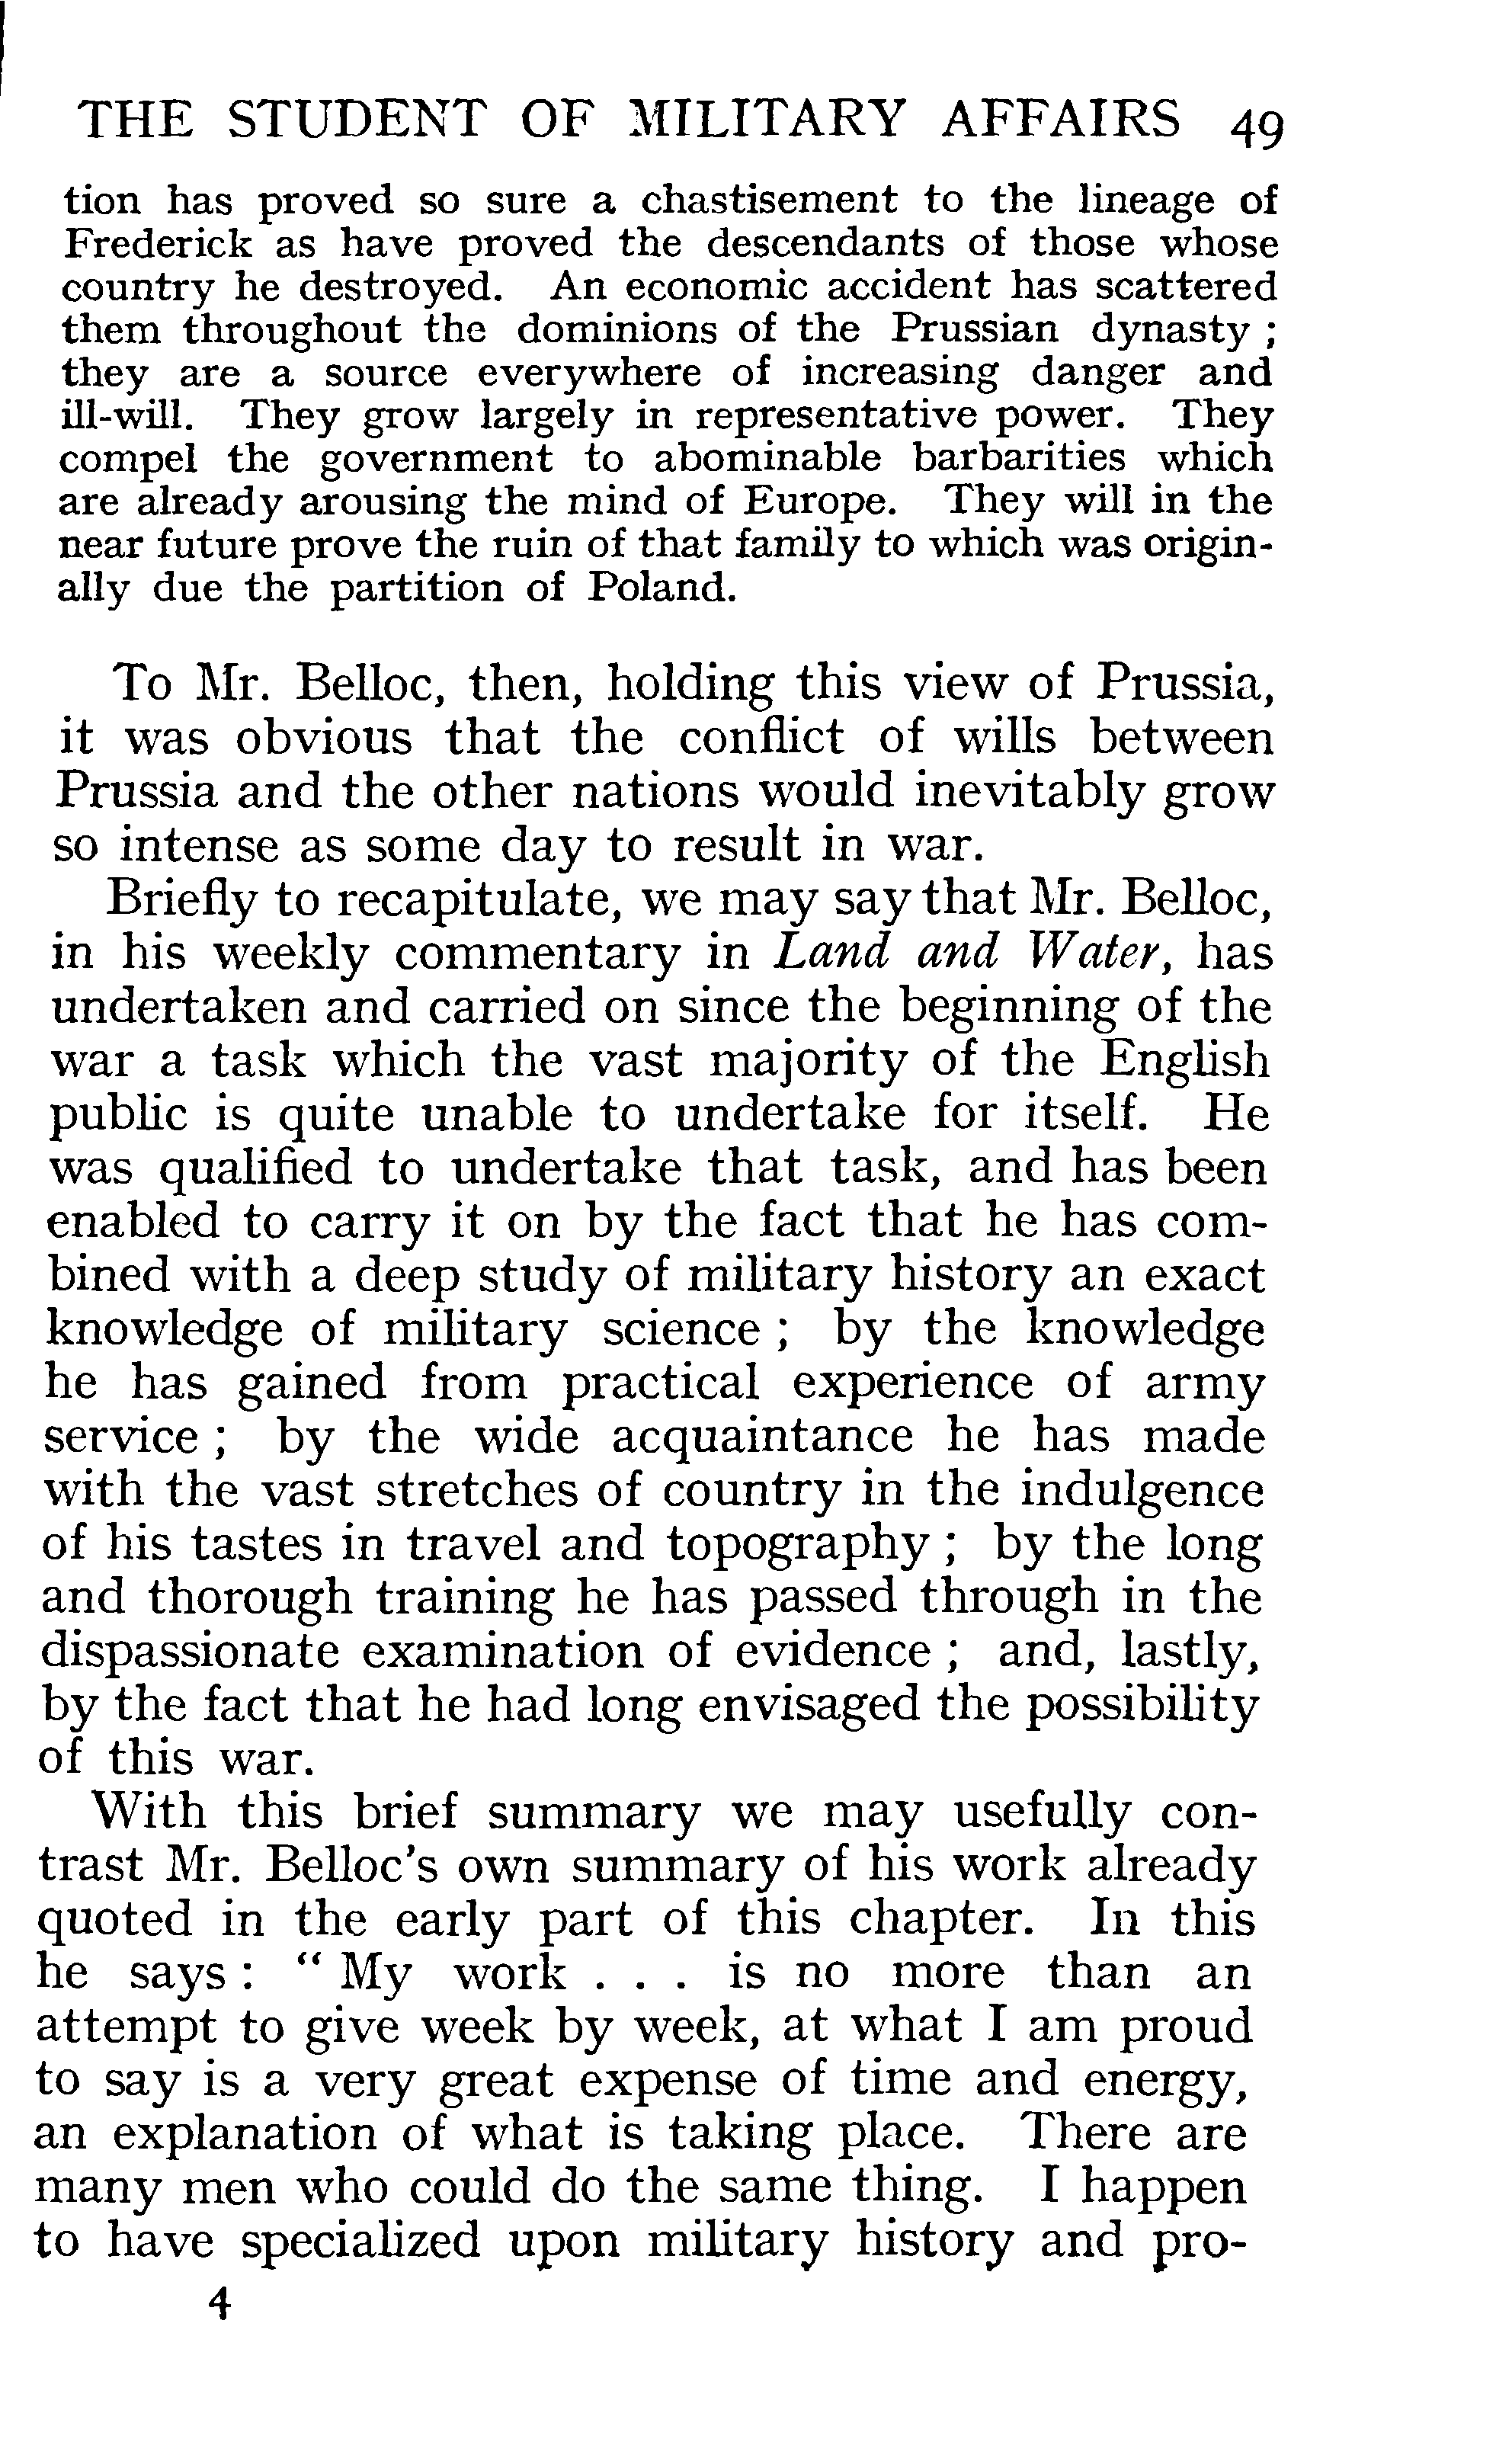 THE STUDENT OF MILITARY AFFAIRS 49
tion has proved so sure a chastisement to the lineage of
Frederick as have proved the descendants of those whose
country he destroyed. An economic accident has scattered
them throughout the dominions of the Prussian dynasty ;
they are a source everywhere of increasing danger and
ill-will. They grow largely in representative power. They
compel the government to abominable barbarities which
are already arousing the mind of Europe. They will in the
near future prove the ruin of that family to which was origin-
ally due the partition of Poland.
To Mr. Belloc, then, holding this view of Prussia,
it was obvious that the conflict of wills between
Prussia and the other nations would inevitably grow
so intense as some day to result in war.
Briefly to recapitulate, we may say that Mr. Belloc,
in his weekly commentary in Land and Water, has
undertaken and carried on since the beginning of the
war a task which the vast majority of the English
public is quite unable to undertake for itself. He
was qualified to undertake that task, and has been
enabled to carry it on by the fact that he has com-
bined with a deep study of military history an exact
knowledge of military science ; by the knowledge
he has gained from practical experience of army
service ; by the wide acquaintance he has made
with the vast stretches of country in the indulgence
of his tastes in travel and topography ; by the long
and thorough training he has passed through in the
dispassionate examination of evidence ; and, lastly,
by the fact that he had long envisaged the possibility
of this war.
With this brief summary we may usefully con-
trast Mr. Belloc's own summary of his work already
quoted in the early part of this chapter. In this
he says : “ My work . . . is no more than an
attempt to give week by week, at what I am proud
to say is a very great expense of time and energy,
an explanation of what is taking place. There are
many men who could do the same thing. I happen
to have specialized upon military history and pro-
4